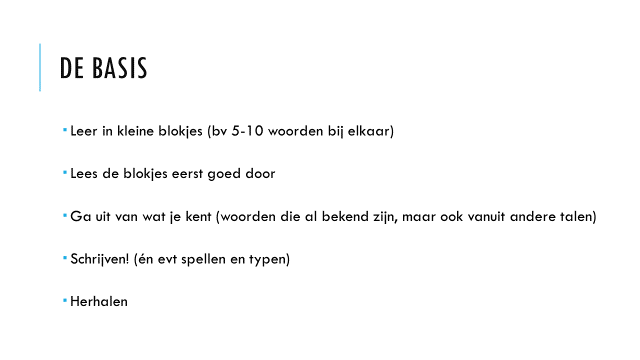 DE BASIS
▪Leer in kleine blokjes (bv 5-10 woorden bij elkaar)
▪Lees de blokjes eerst goed door
▪Ga uit van wat je kent (woorden die al bekend zijn, maar ook vanuit andere talen)
▪Schrijven! (én evt spellen en typen)
▪Herhalen